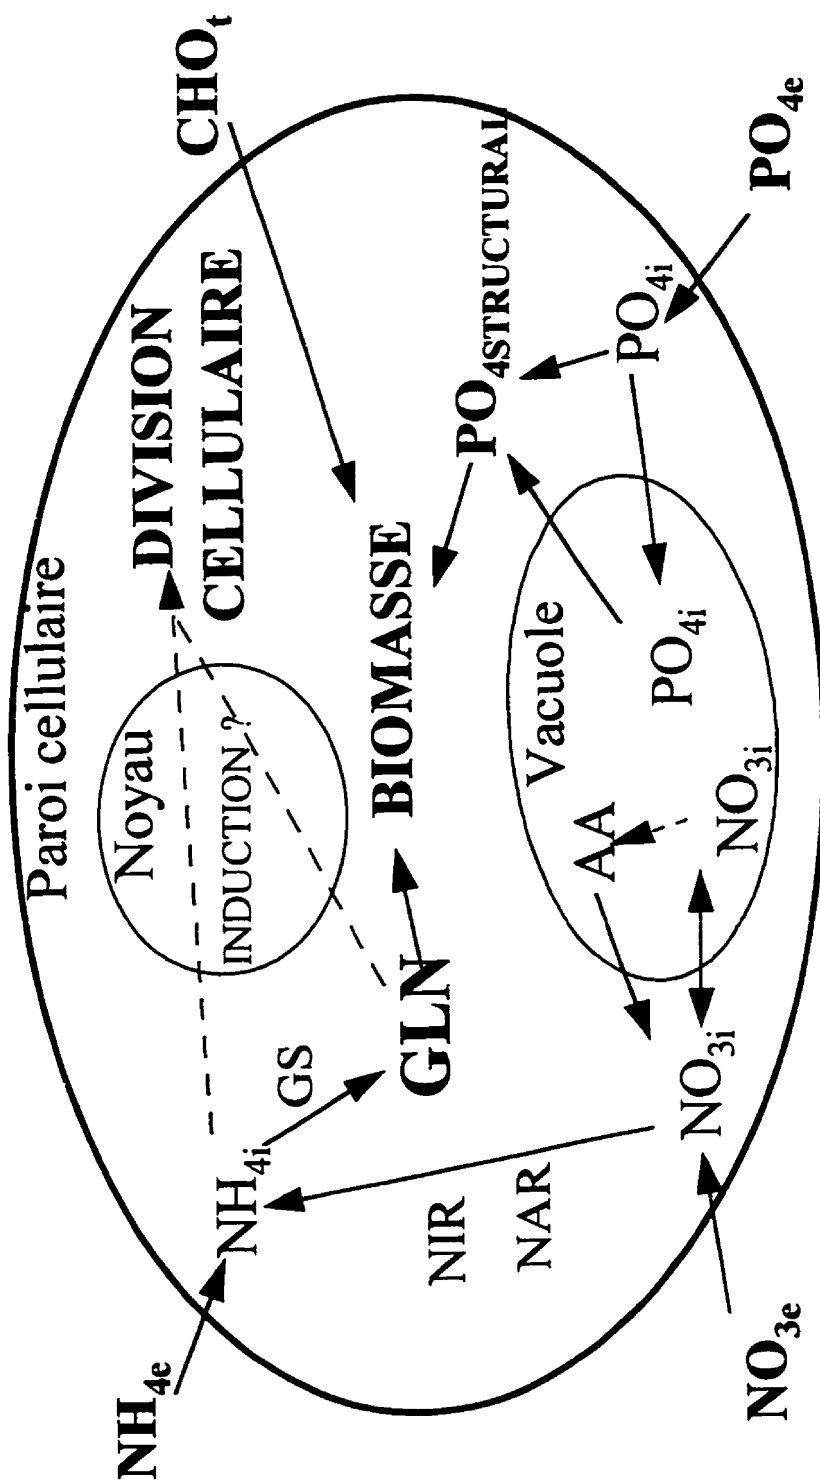 Paroi cellulaire
NH4e
CHOt
Noyau
DIVISION
CELLULAIRE
NH4i
INDUCTION ?
GS
GLN
BIOMASSE
NIR
NAR
PO4STRUCTURAL
Vacuole
AA
PO4i
PO4i
NO3i
NO3i
NO3e
PO4e